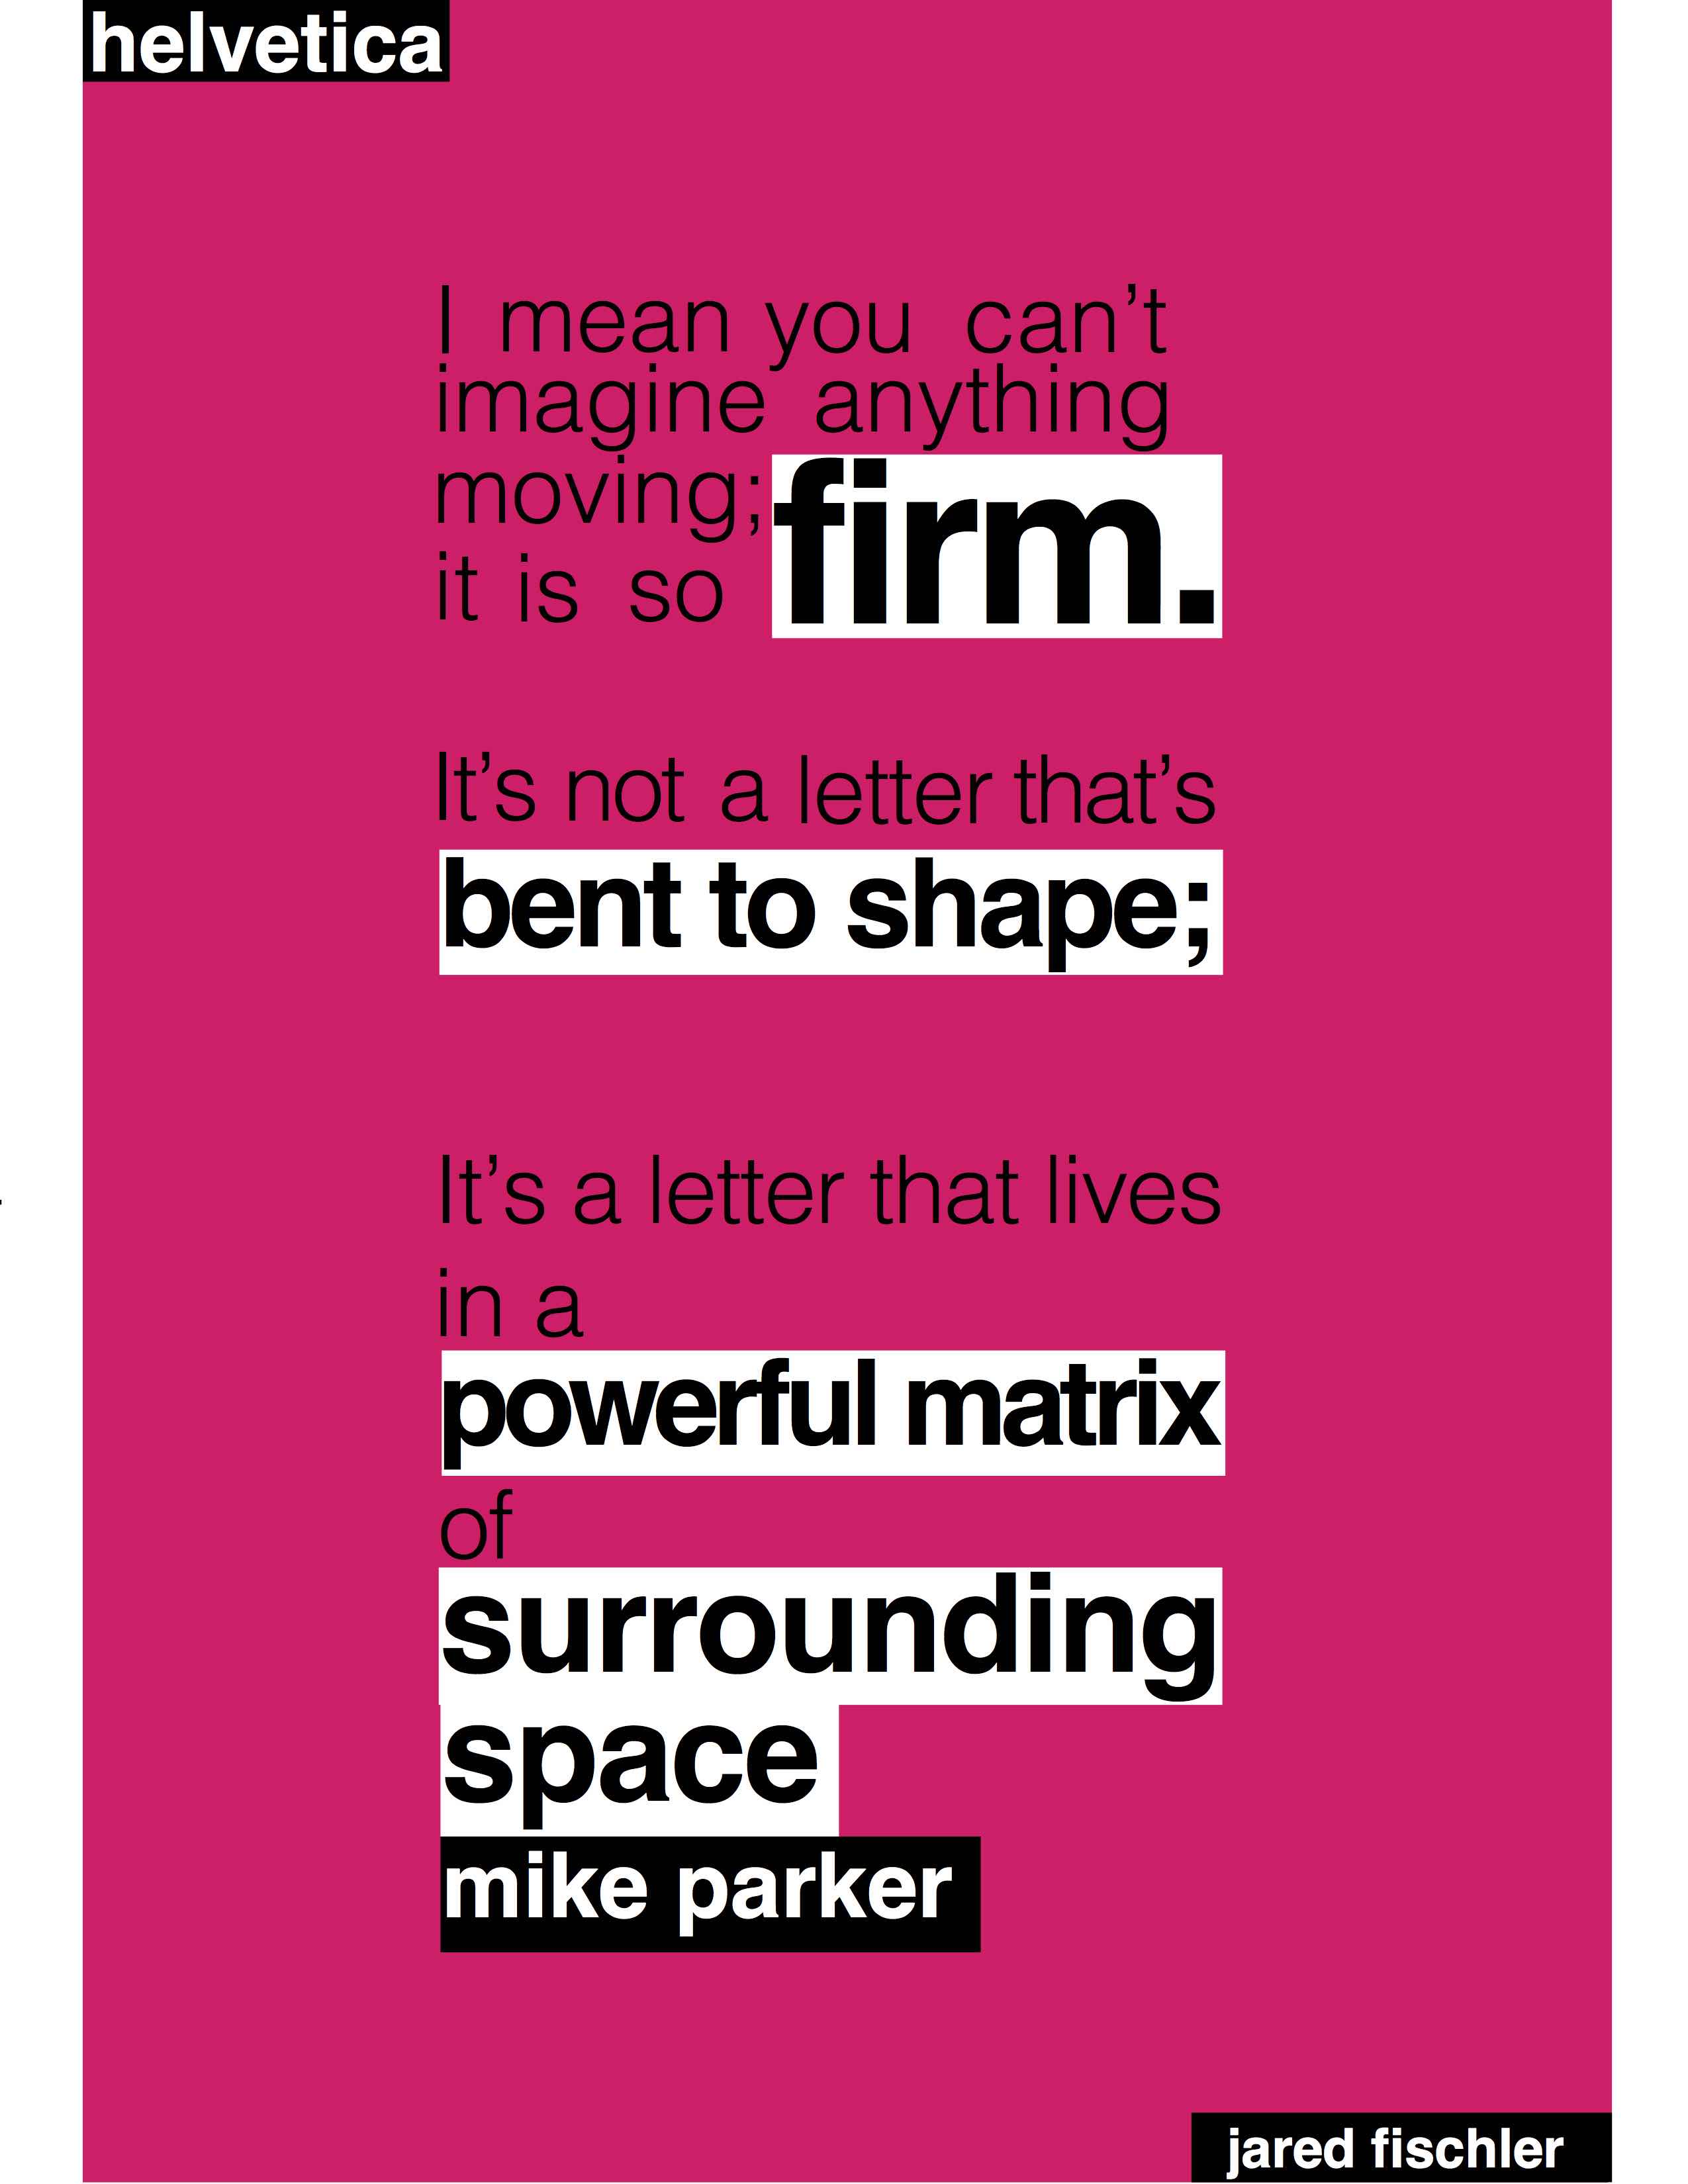 helvetica
I mean you can’t
imagine anything
moving;
it is so firm.
It’s not a letter that’s
bent to shape;
It’s a letter that lives
in a
powerful matrix
of
surrounding
space
mike parker
jared fischler